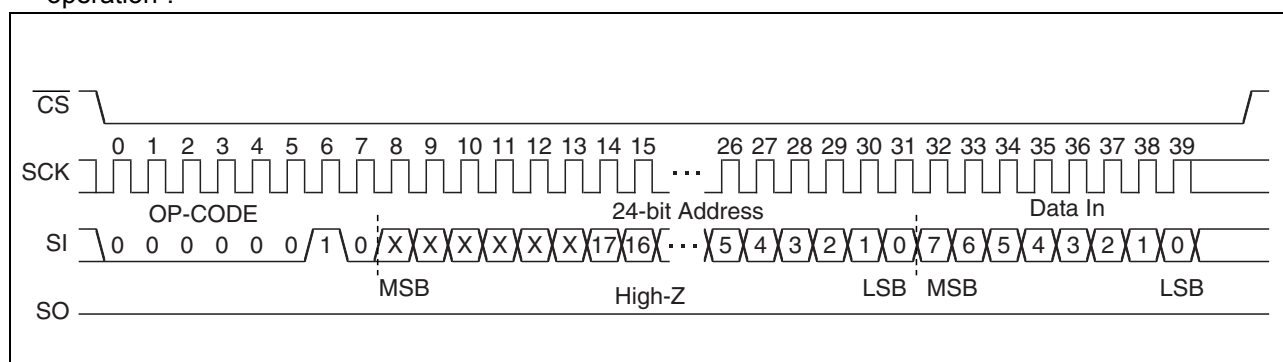 CS
0 1 2 3 4 5 6 7 8 9 10 11 12 13 14 15 26 27 28 29 30 31 32 33 34 35 36 37 38 39
SCK ···
OP-CODE 24-bit Address Data In
SI 0 0 0 0 0 0 1 0 X X X X X X 17 16 ··· 5 4 3 2 1 0 7 6 5 4 3 2 1 0
MSB High-Z LSB MSB LSB
SO